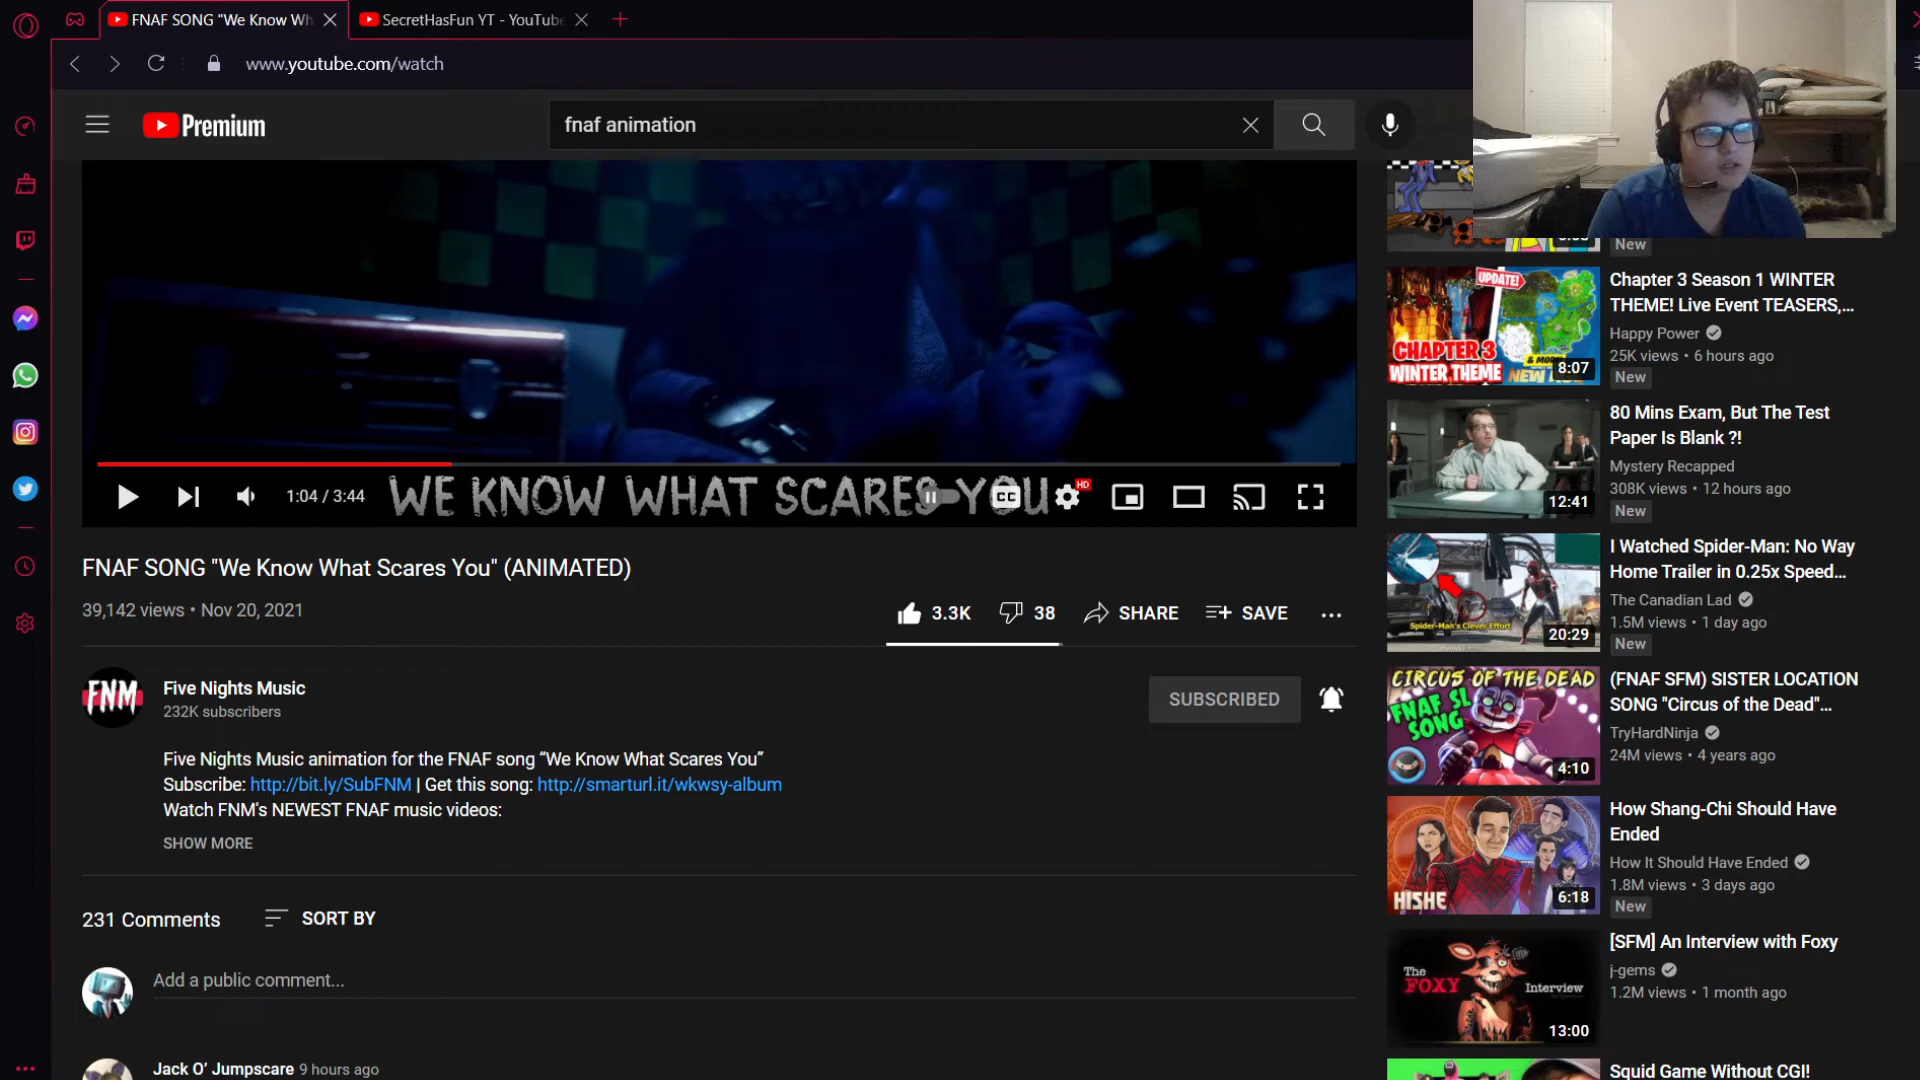 FNAF SONG "We Know Wh
SecretHasFun YT - YouTube
www.youtube.com/watch
Premium
fnaf animation
1:04 / 3:44
WE KNOW WHAT SCARES YOU
CC
HD
FNAF SONG "We Know What Scares You" (ANIMATED)
39,142 views • Nov 20, 2021
3.3K
38
SHARE
SAVE
FNM
Five Nights Music
232K subscribers
SUBSCRIBED
Five Nights Music animation for the FNAF song “We Know What Scares You”
Subscribe: http://bit.ly/SubFNM | Get this song: http://smarturl.it/wkwsy-album
Watch FNM's NEWEST FNAF music videos:
SHOW MORE
231 Comments
SORT BY
Add a public comment...
Jack O’ Jumpscare 9 hours ago
New
UPDATE!
CHAPTER 3
WINTER THEME
& MORE
8:07
Chapter 3 Season 1 WINTER
THEME! Live Event TEASERS,...
Happy Power
25K views • 6 hours ago
New
12:41
80 Mins Exam, But The Test
Paper Is Blank ?!
Mystery Recapped
308K views • 12 hours ago
New
Spider-Man's Clever Effort
20:29
I Watched Spider-Man: No Way
Home Trailer in 0.25x Speed...
The Canadian Lad
1.5M views • 1 day ago
New
CIRCUS OF THE DEAD
FNAF SL
SONG
4:10
(FNAF SFM) SISTER LOCATION
SONG "Circus of the Dead"...
TryHardNinja
24M views • 4 years ago
HISHE
6:18
How Shang-Chi Should Have
Ended
How It Should Have Ended
1.8M views • 3 days ago
New
The
FOXY
Interview
13:00
[SFM] An Interview with Foxy
j-gems
1.2M views • 1 month ago
Squid Game Without CGI!